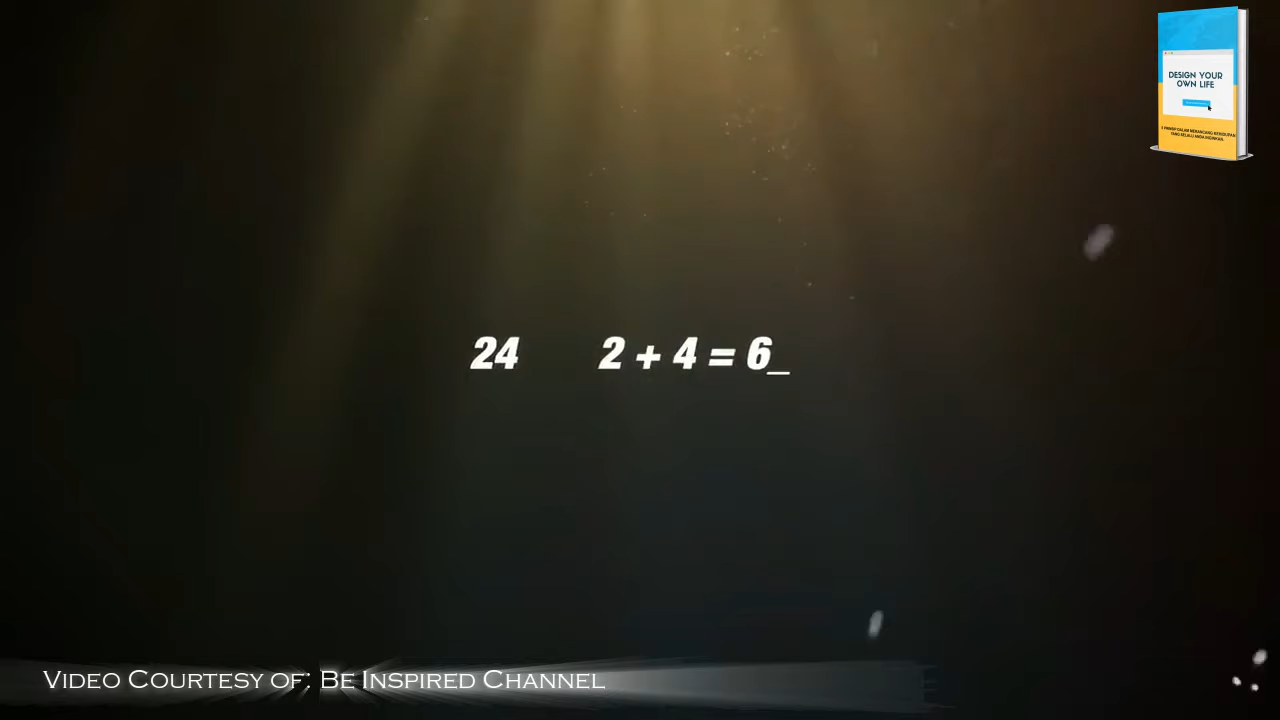 DESIGN YOUR
OWN LIFE
24 2 + 4 = 6_
VIDEO COURTESY OF: BE INSPIRED CHANNEL